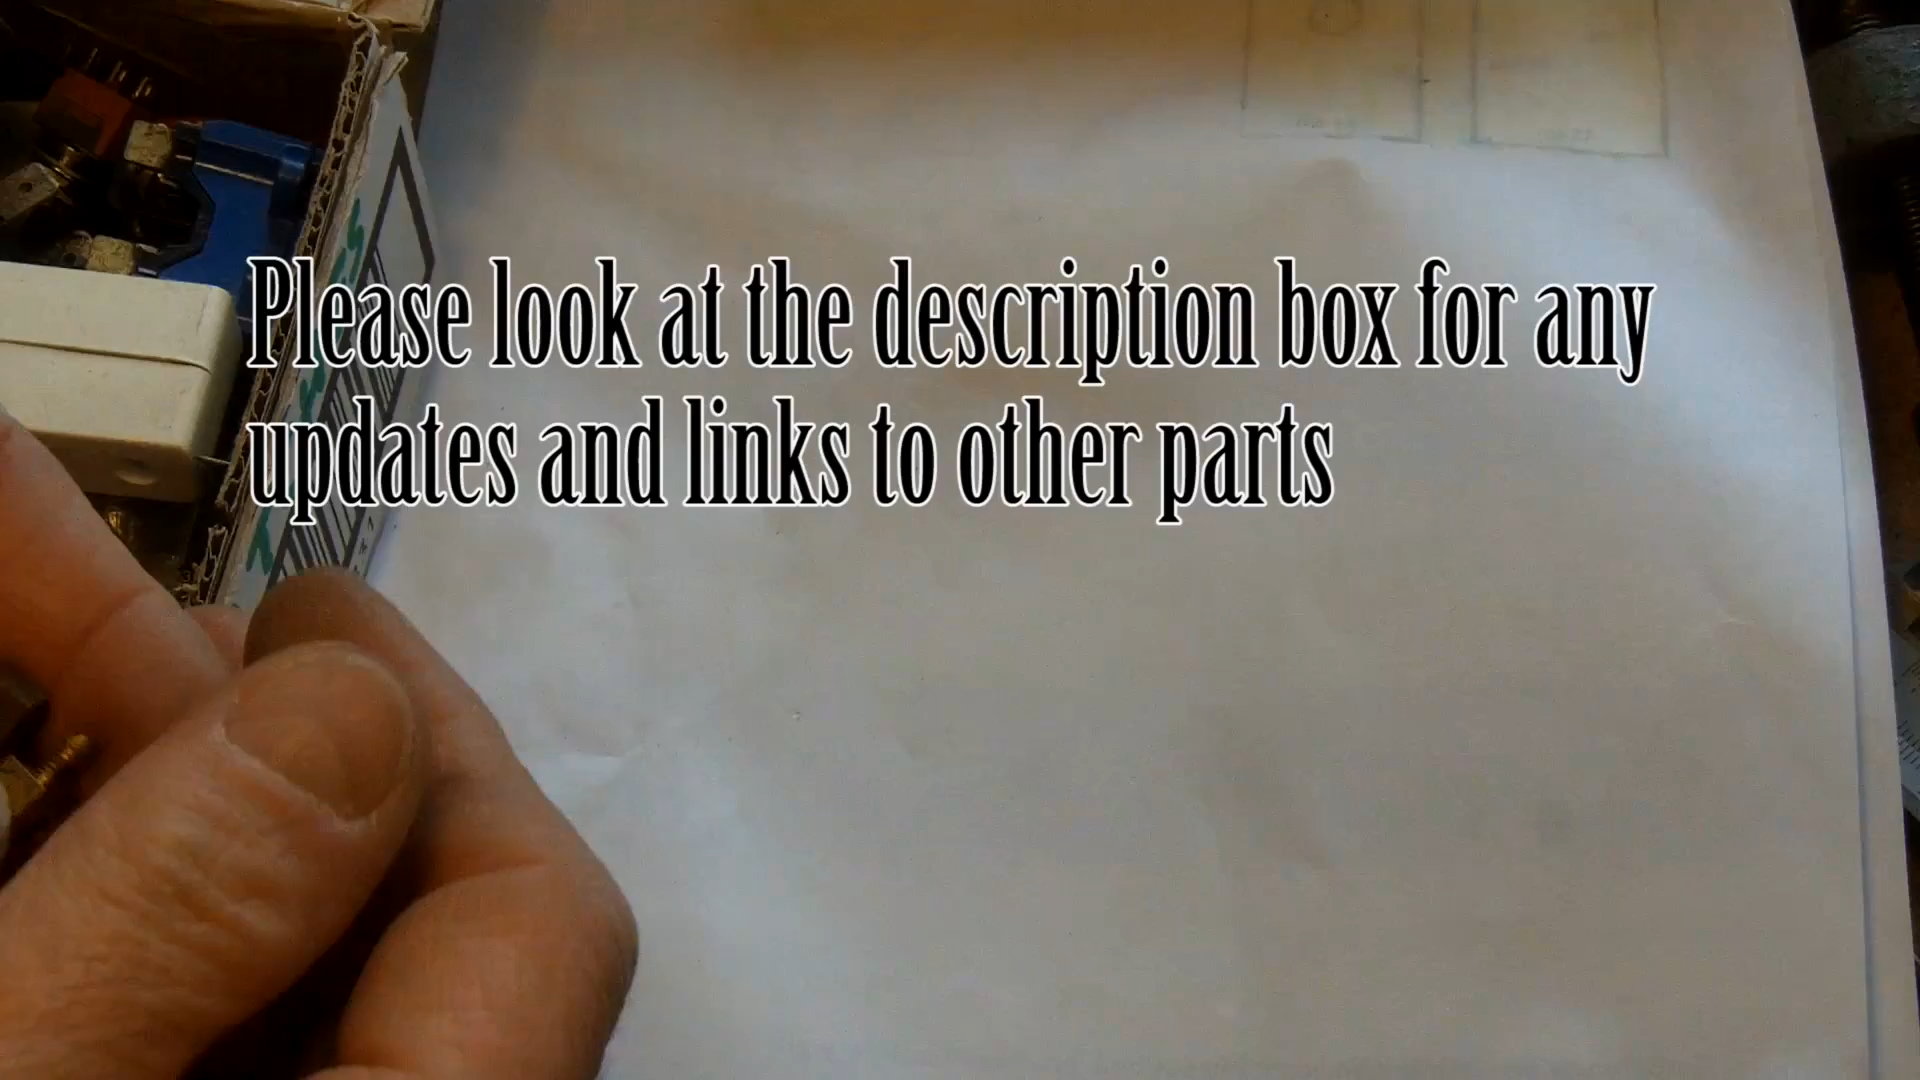 Please look at the description box for any
updates and links to other parts